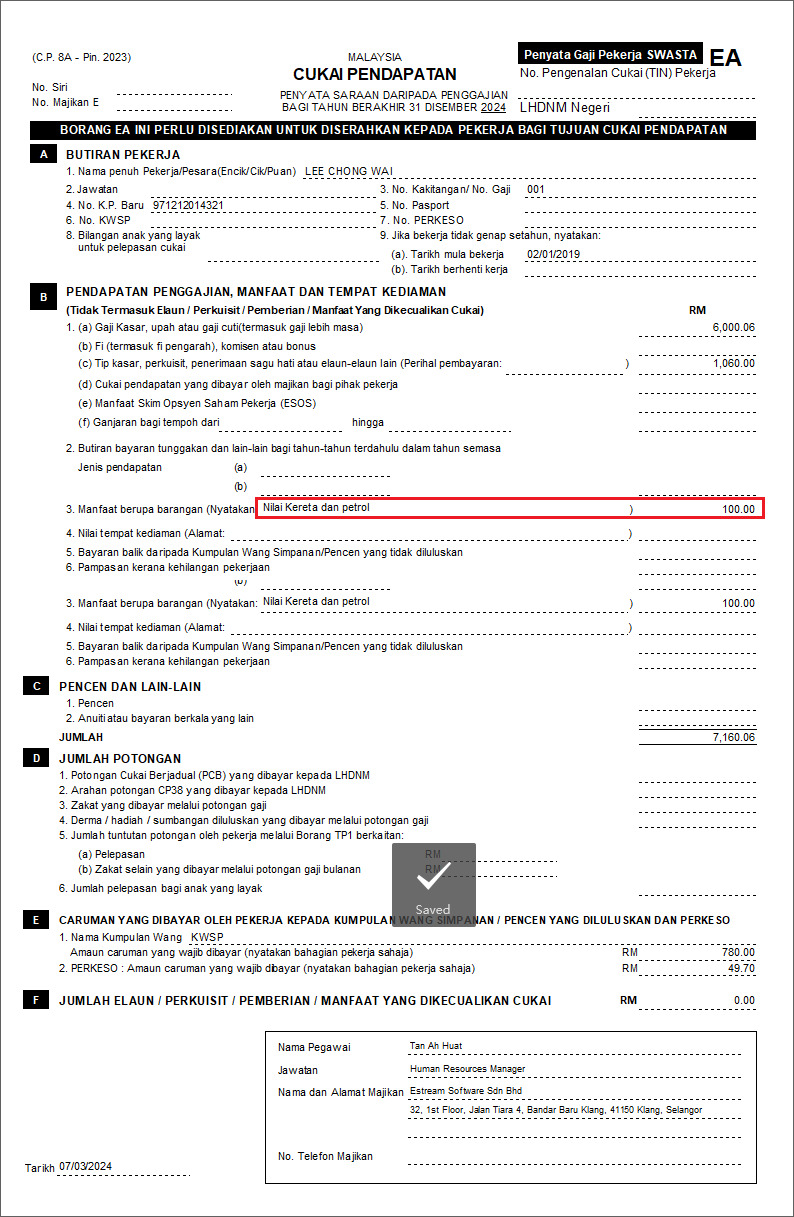 (C.P. 8A - Pin. 2023)
MALAYSIA
Penyata Gaji Pekerja SWASTA EA
CUKAI PENDAPATAN
No. Pengenalan Cukai (TIN) Pekerja
No. Siri
No. Majikan E
PENYATA SARAAN DARIPADA PENGGAJIAN
BAGI TAHUN BERAKHIR 31 DISEMBER 2024
LHDNM Negeri
BORANG EA INI PERLU DISEDIAKAN UNTUK DISERAHKAN KEPADA PEKERJA BAGI TUJUAN CUKAI PENDAPATAN
A BUTIRAN PEKERJA
1. Nama penuh Pekerja/Pesara(Encik/Cik/Puan) LEE CHONG WAI
2. Jawatan 3. No. Kakitangan/ No. Gaji 001
4. No. K.P. Baru 971212014321 5. No. Pasport
6. No. KWSP 7. No. PERKESO
8. Bilangan anak yang layak untuk pelepasan cukai
9. Jika bekerja tidak genap setahun, nyatakan:
(a). Tarikh mula bekerja 02/01/2019
(b). Tarikh berhenti kerja
B PENDAPATAN PENGGAJIAN, MANFAAT DAN TEMPAT KEDIAMAN
(Tidak Termasuk Elaun / Perkuisit / Pemberian / Manfaat Yang Dikecualikan Cukai) RM
1. (a) Gaji Kasar, upah atau gaji cuti(termasuk gaji lebih masa) 6,000.06
(b) Fi (termasuk fi pengarah), komisen atau bonus
(c) Tip kasar, perkuisit, penerimaan sagu hati atau elaun-elaun lain (Perihal pembayaran: ) 1,060.00
(d) Cukai pendapatan yang dibayar oleh majikan bagi pihak pekerja
(e) Manfaat Skim Opsyen Saham Pekerja (ESOS)
(f) Ganjaran bagi tempoh dari hingga
2. Butiran bayaran tunggakan dan lain-lain bagi tahun-tahun terdahulu dalam tahun semasa
Jenis pendapatan (a)
(b)
3. Manfaat berupa barangan (Nyatakan: Nilai Kereta dan petrol ) 100.00
4. Nilai tempat kediaman (Alamat: )
5. Bayaran balik daripada Kumpulan Wang Simpanan/Pencen yang tidak diluluskan
6. Pampasan kerana kehilangan pekerjaan
(b)
3. Manfaat berupa barangan (Nyatakan: Nilai Kereta dan petrol ) 100.00
4. Nilai tempat kediaman (Alamat: )
5. Bayaran balik daripada Kumpulan Wang Simpanan/Pencen yang tidak diluluskan
6. Pampasan kerana kehilangan pekerjaan
C PENCEN DAN LAIN-LAIN
1. Pencen
2. Anuiti atau bayaran berkala yang lain
JUMLAH 7,160.06
D JUMLAH POTONGAN
1. Potongan Cukai Berjadual (PCB) yang dibayar kepada LHDNM
2. Arahan potongan CP38 yang dibayar kepada LHDNM
3. Zakat yang dibayar melalui potongan gaji
4. Derma / hadiah / sumbangan diluluskan yang dibayar melalui potongan gaji
5. Jumlah tuntutan potongan oleh pekerja melalui Borang TP1 berkaitan:
(a) Pelepasan RM
(b) Zakat selain yang dibayar melalui potongan gaji bulanan RM
6. Jumlah pelepasan bagi anak yang layak
Saved
E CARUMAN YANG DIBAYAR OLEH PEKERJA KEPADA KUMPULAN WANG SIMPANAN / PENCEN YANG DILULUSKAN DAN PERKESO
1. Nama Kumpulan Wang KWSP
Amaun caruman yang wajib dibayar (nyatakan bahagian pekerja sahaja) RM 780.00
2. PERKESO : Amaun caruman yang wajib dibayar (nyatakan bahagian pekerja sahaja) RM 49.70
F JUMLAH ELAUN / PERKUISIT / PEMBERIAN / MANFAAT YANG DIKECUALIKAN CUKAI RM 0.00
Nama Pegawai Tan Ah Huat
Jawatan Human Resources Manager
Nama dan Alamat Majikan Estream Software Sdn Bhd
32, 1st Floor, Jalan Tiara 4, Bandar Baru Klang, 41150 Klang, Selangor
No. Telefon Majikan
Tarikh 07/03/2024